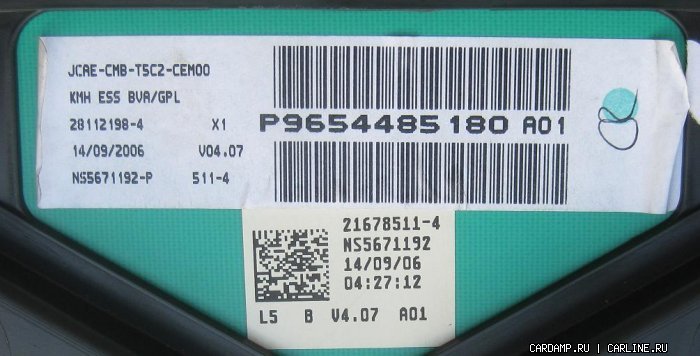 JCAE-CMB-T5C2-CEM00
KMH ESS BVA/GPL
28112198-4 X1
14/09/2006 V04.07
NS5671192-P 511-4
P9654485180 A01
21678511-4
NS5671192
14/09/06
04:27:12
L5 B V4.07 A01
CARDAMP.RU | CARLINE.RU